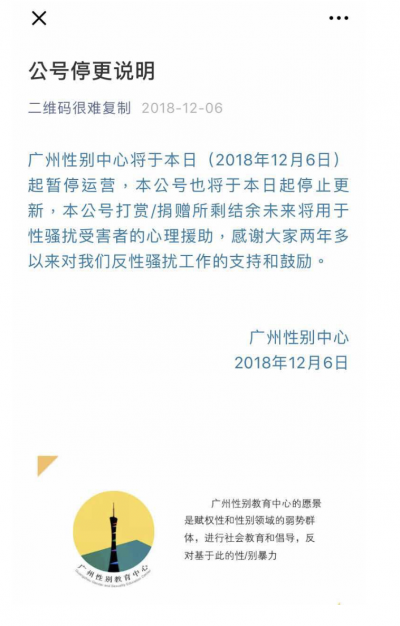 公号停更说明
二维码很难复制 2018-12-06
广州性别中心将于本日（2018年12月6日）
起暂停运营，本公号也将于本日起停止更
新，本公号打赏/捐赠所剩结余未来将用于
性骚扰受害者的心理援助，感谢大家两年多
以来对我们反性骚扰工作的支持和鼓励。
广州性别中心
2018年12月6日
广州性别教育中心的愿景
是赋权性和性别领域的弱势群
体，进行社会教育和倡导，反
对基于此的性/别暴力
广州性别教育中心